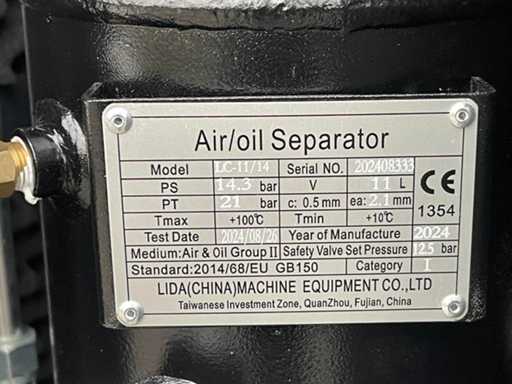 Air/oil Separator
Model LC-11/14 Serial NO. 202408333
PS 14.3 bar V 11 L
PT 21 bar c: 0.5mm ea: 2.1 mm
Tmax +100℃ Tmin +10℃
CE
1354
Test Date 2024/08/26 Year of Manufacture 2024
Medium:Air & Oil Group II Safety Valve Set Pressure 12.5 bar
Standard:2014/68/EU GB150 Category I
LIDA(CHINA)MACHINE EQUIPMENT CO.,LTD
Taiwanese Investment Zone, QuanZhou, Fujian, China